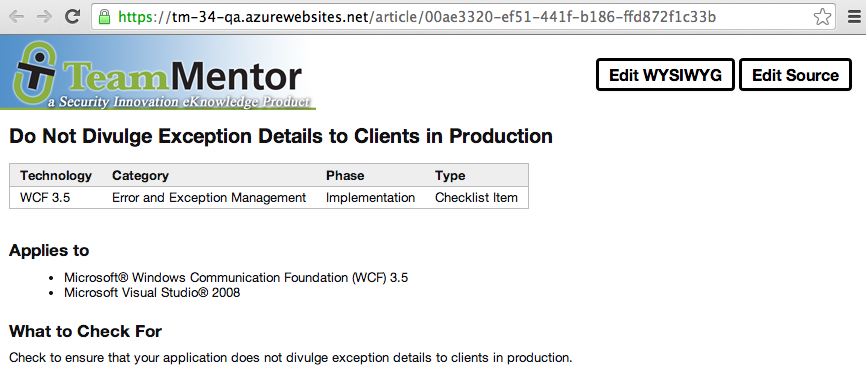 https://tm-34-qa.azurewebsites.net/article/00ae3320-ef51-441f-b186-ffd872f1c33b
TeamMentor
a Security Innovation eKnowledge Product
Edit WYSIWYG Edit Source
Do Not Divulge Exception Details to Clients in Production
Technology Category Phase Type
WCF 3.5 Error and Exception Management Implementation Checklist Item
Applies to
• Microsoft® Windows Communication Foundation (WCF) 3.5
• Microsoft Visual Studio® 2008
What to Check For
Check to ensure that your application does not divulge exception details to clients in production.